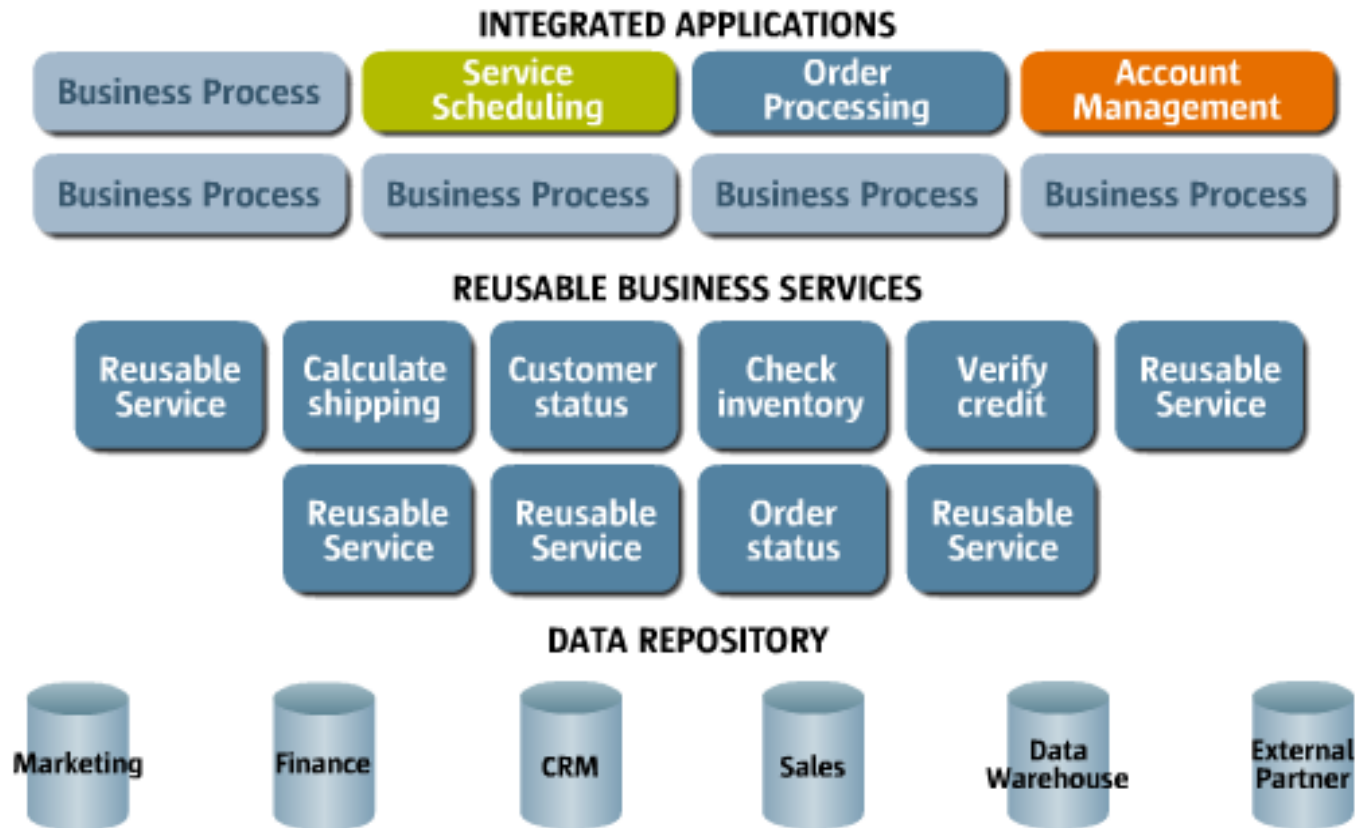 INTEGRATED APPLICATIONS
Business Process
Service
Scheduling
Order
Processing
Account
Management
Business Process
Business Process
Business Process
Business Process
REUSABLE BUSINESS SERVICES
Reusable
Service
Calculate
shipping
Customer
status
Check
inventory
Verify
credit
Reusable
Service
Reusable
Service
Reusable
Service
Order
status
Reusable
Service
DATA REPOSITORY
Marketing
Finance
CRM
Sales
Data
Warehouse
External
Partner